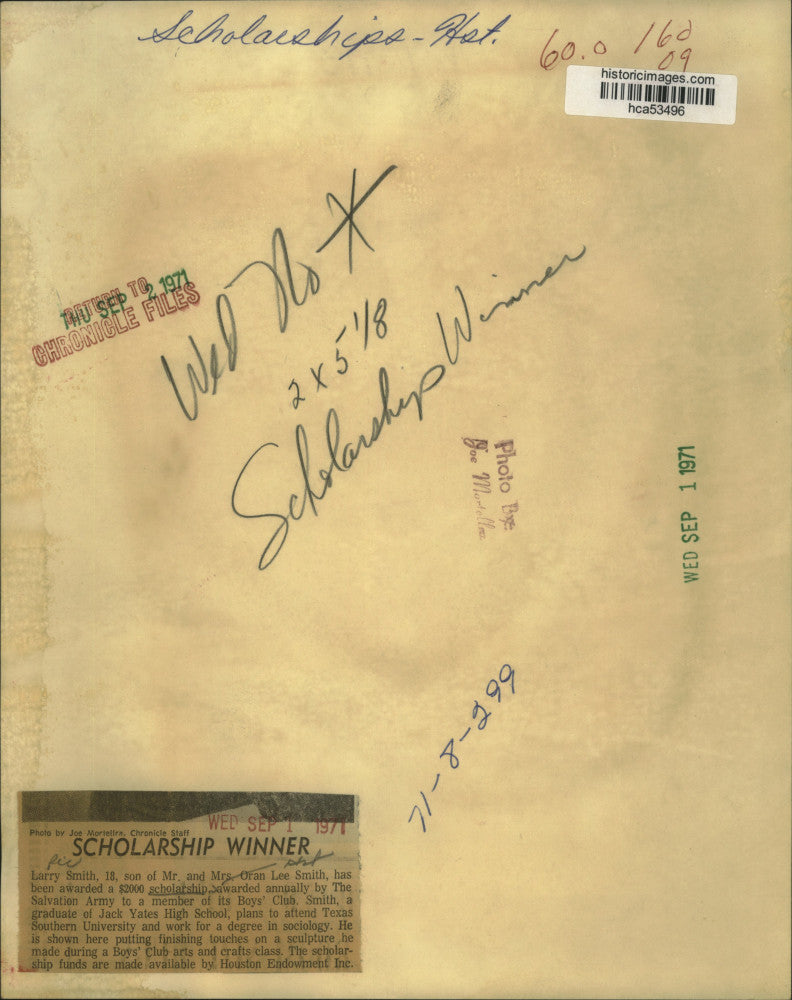 Scholarships - Hst.
60.0 160
09
historicimages.com
hca53496
THU SEP 2 1971
RETURN TO
CHRONICLE FILES
Wed No
2 x 5 1/8
Scholarship Winner
Photo By
Joe
WED SEP 1 1971
71-8-299
WED SEP 1 1971
Photo by Joe Mortellro, Chronicle Staff
SCHOLARSHIP WINNER
pic Hst
Larry Smith, 18, son of Mr. and Mrs. Oran Lee Smith, has
been awarded a $2000 scholarship, awarded annually by The
Salvation Army to a member of its Boys' Club. Smith, a
graduate of Jack Yates High School, plans to attend Texas
Southern University and work for a degree in sociology. He
is shown here putting finishing touches on a sculpture he
made during a Boys' Club arts and crafts class. The scholar-
ship funds are made available by Houston Endowment Inc.